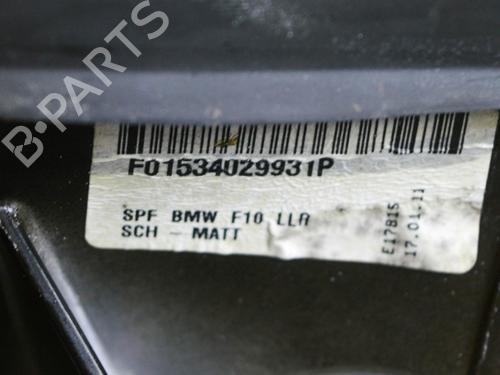 B-PARTS
F01534029931P
SPF BMW F10 LLR
SCH - MATT
E17815
17.01.11